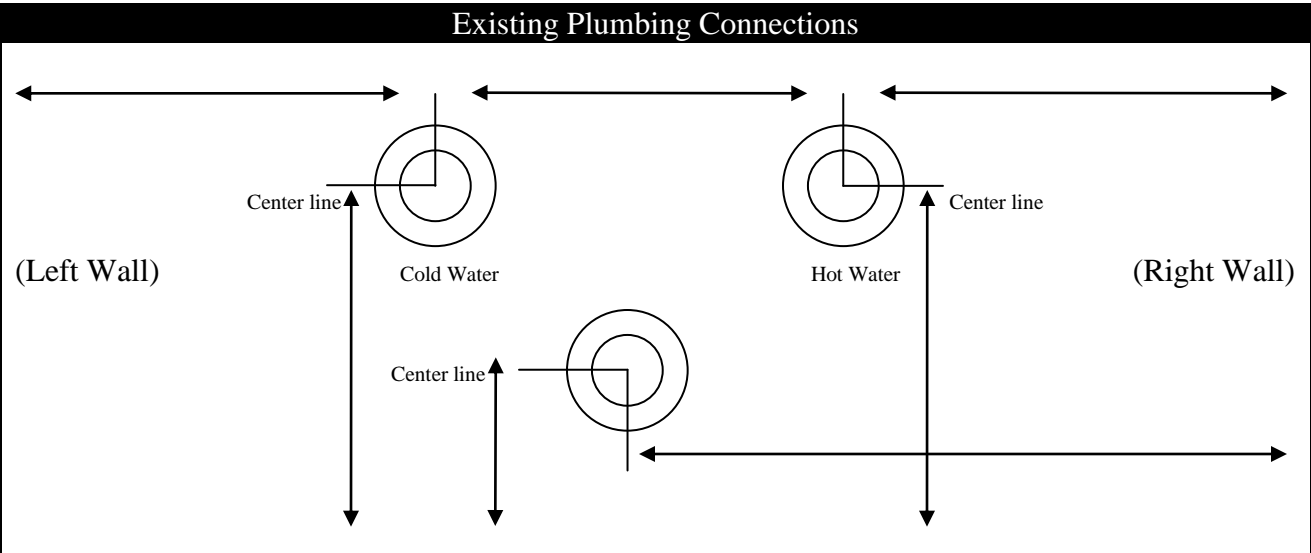 Existing Plumbing Connections
Center line
Center line
(Left Wall)
Cold Water
Hot Water
(Right Wall)
Center line